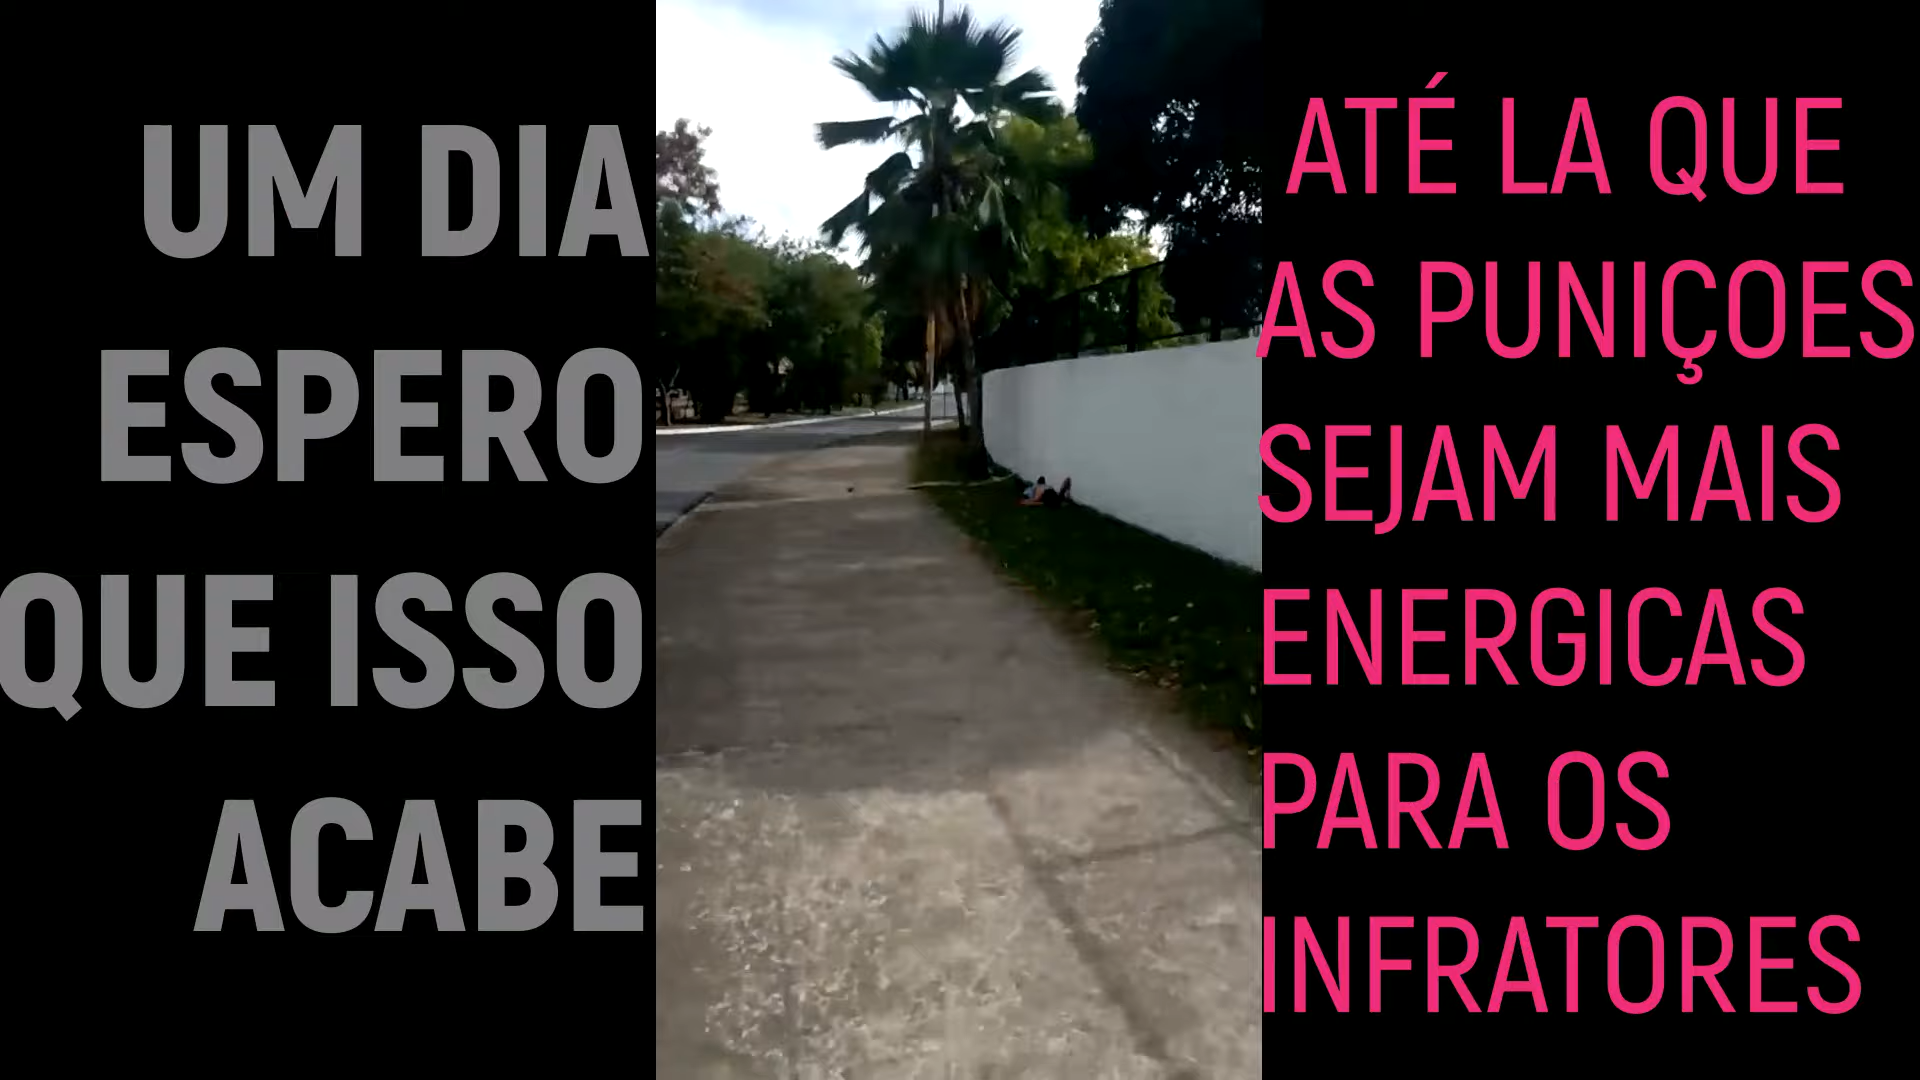 UM DIA
ESPERO
QUE ISSO
ACABE
ATÉ LA QUE
AS PUNIÇOES
SEJAM MAIS
ENERGICAS
PARA OS
INFRATORES